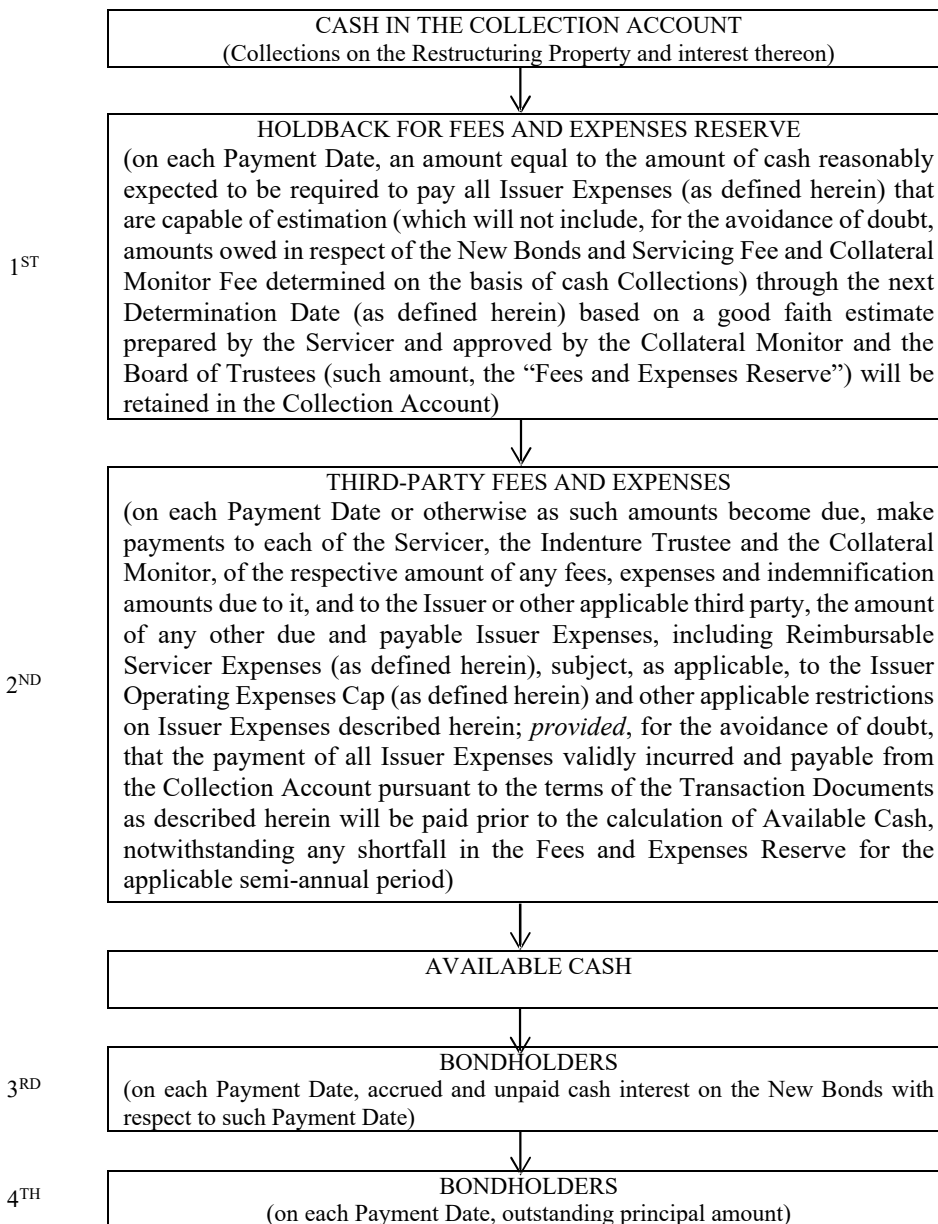 CASH IN THE COLLECTION ACCOUNT
(Collections on the Restructuring Property and interest thereon)
1ST
HOLDBACK FOR FEES AND EXPENSES RESERVE
(on each Payment Date, an amount equal to the amount of cash reasonably
expected to be required to pay all Issuer Expenses (as defined herein) that
are capable of estimation (which will not include, for the avoidance of doubt,
amounts owed in respect of the New Bonds and Servicing Fee and Collateral
Monitor Fee determined on the basis of cash Collections) through the next
Determination Date (as defined herein) based on a good faith estimate
prepared by the Servicer and approved by the Collateral Monitor and the
Board of Trustees (such amount, the “Fees and Expenses Reserve”) will be
retained in the Collection Account)
2ND
THIRD-PARTY FEES AND EXPENSES
(on each Payment Date or otherwise as such amounts become due, make
payments to each of the Servicer, the Indenture Trustee and the Collateral
Monitor, of the respective amount of any fees, expenses and indemnification
amounts due to it, and to the Issuer or other applicable third party, the amount
of any other due and payable Issuer Expenses, including Reimbursable
Servicer Expenses (as defined herein), subject, as applicable, to the Issuer
Operating Expenses Cap (as defined herein) and other applicable restrictions
on Issuer Expenses described herein; provided, for the avoidance of doubt,
that the payment of all Issuer Expenses validly incurred and payable from
the Collection Account pursuant to the terms of the Transaction Documents
as described herein will be paid prior to the calculation of Available Cash,
notwithstanding any shortfall in the Fees and Expenses Reserve for the
applicable semi-annual period)
AVAILABLE CASH
3RD
BONDHOLDERS
(on each Payment Date, accrued and unpaid cash interest on the New Bonds with
respect to such Payment Date)
4TH
BONDHOLDERS
(on each Payment Date, outstanding principal amount)